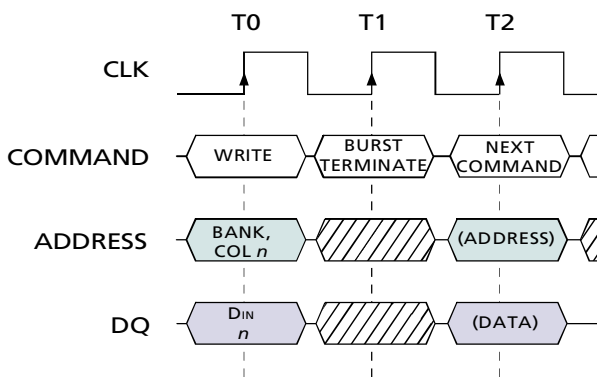 T0 T1 T2
CLK
COMMAND WRITE BURST TERMINATE NEXT COMMAND
ADDRESS BANK, COL n (ADDRESS)
DQ DIN n (DATA)